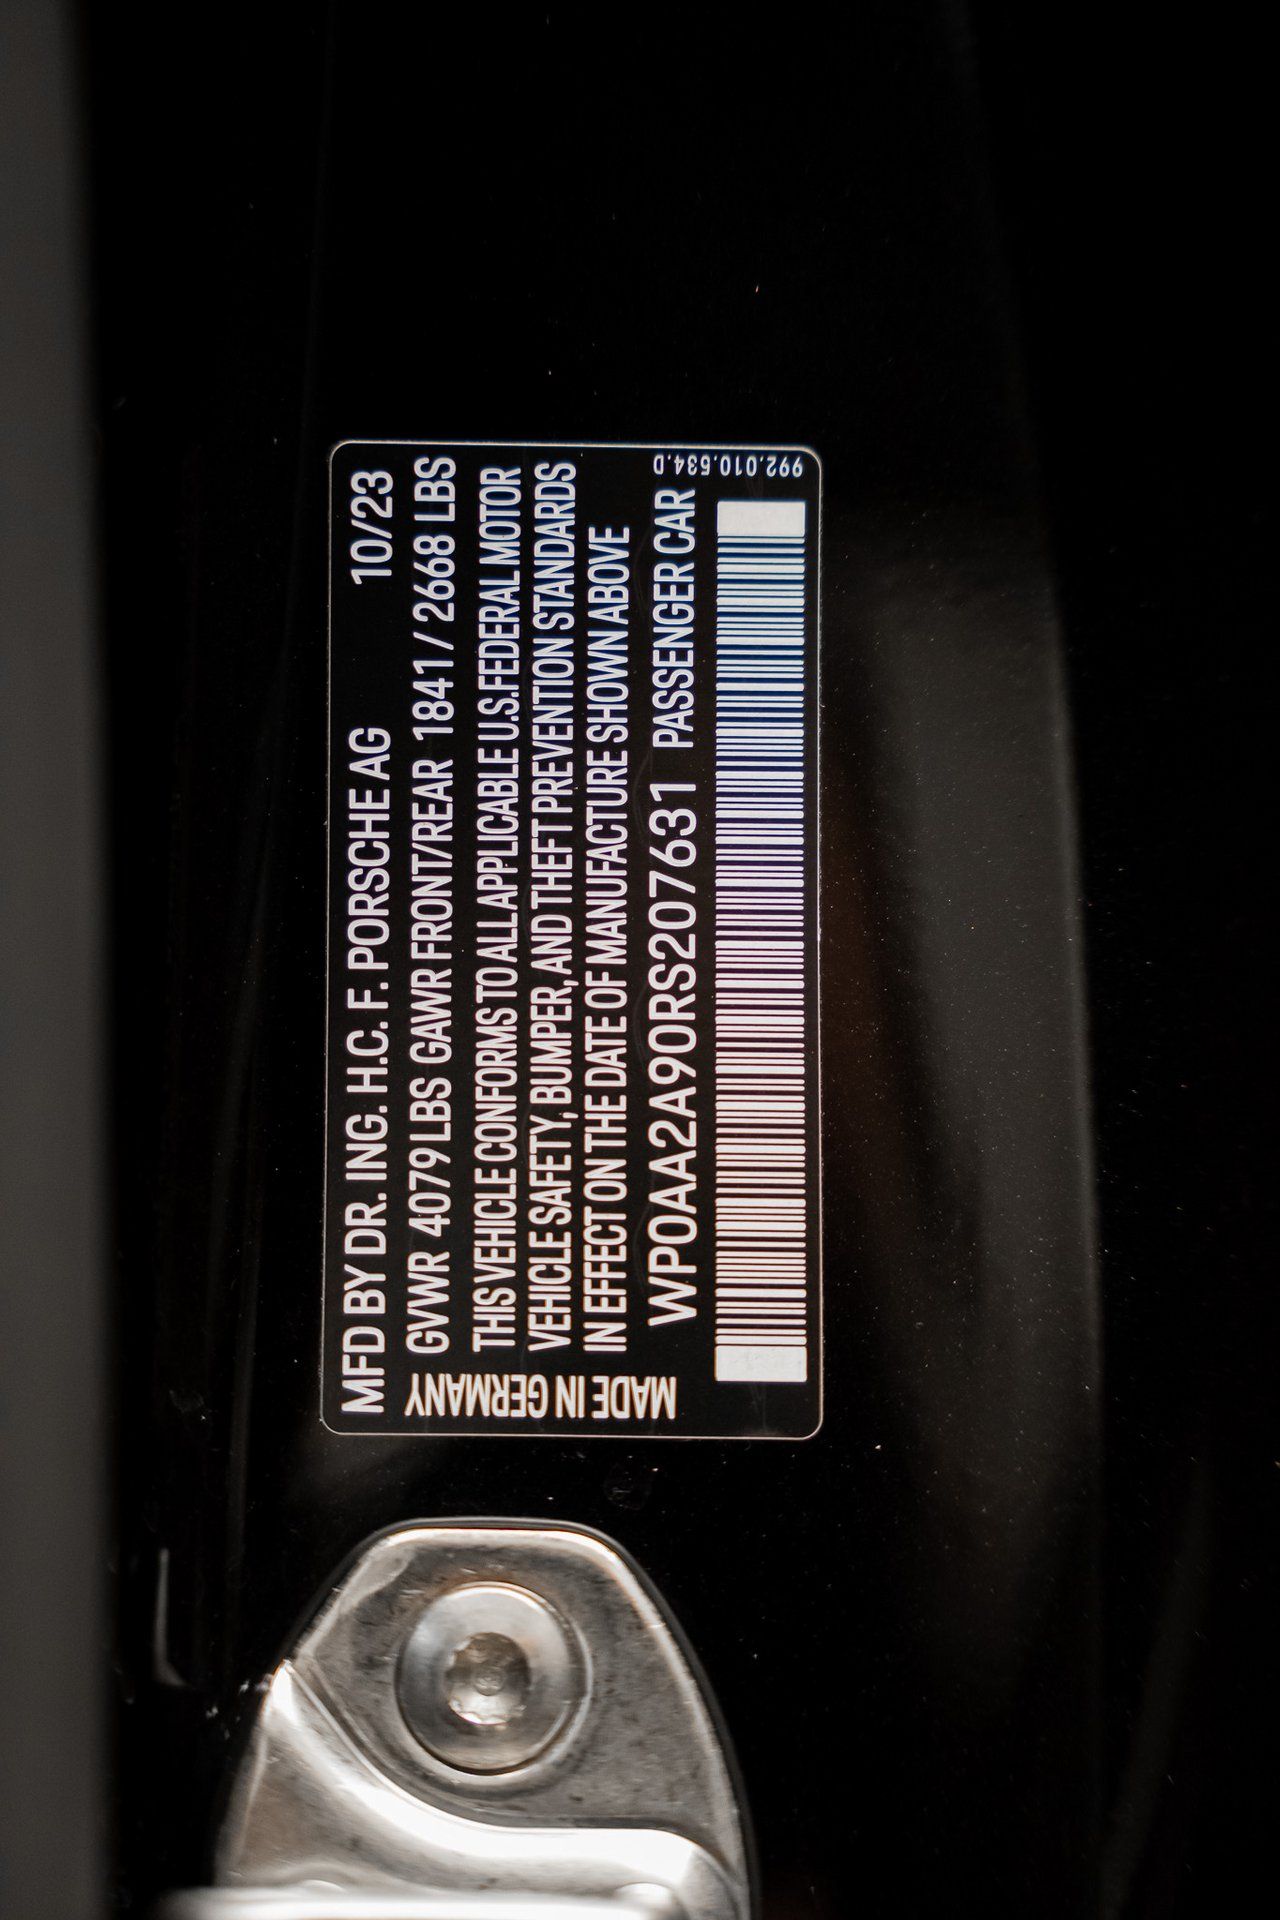 MFD BY DR. ING. H.C. F. PORSCHE AG 10/23
GVWR 4079 LBS GAWR FRONT/REAR 1841 / 2668 LBS
THIS VEHICLE CONFORMS TO ALL APPLICABLE U.S. FEDERAL MOTOR
VEHICLE SAFETY, BUMPER, AND THEFT PREVENTION STANDARDS
IN EFFECT ON THE DATE OF MANUFACTURE SHOWN ABOVE
WP0AA2A90RS207631 PASSENGER CAR
MADE IN GERMANY
992.010.534.D